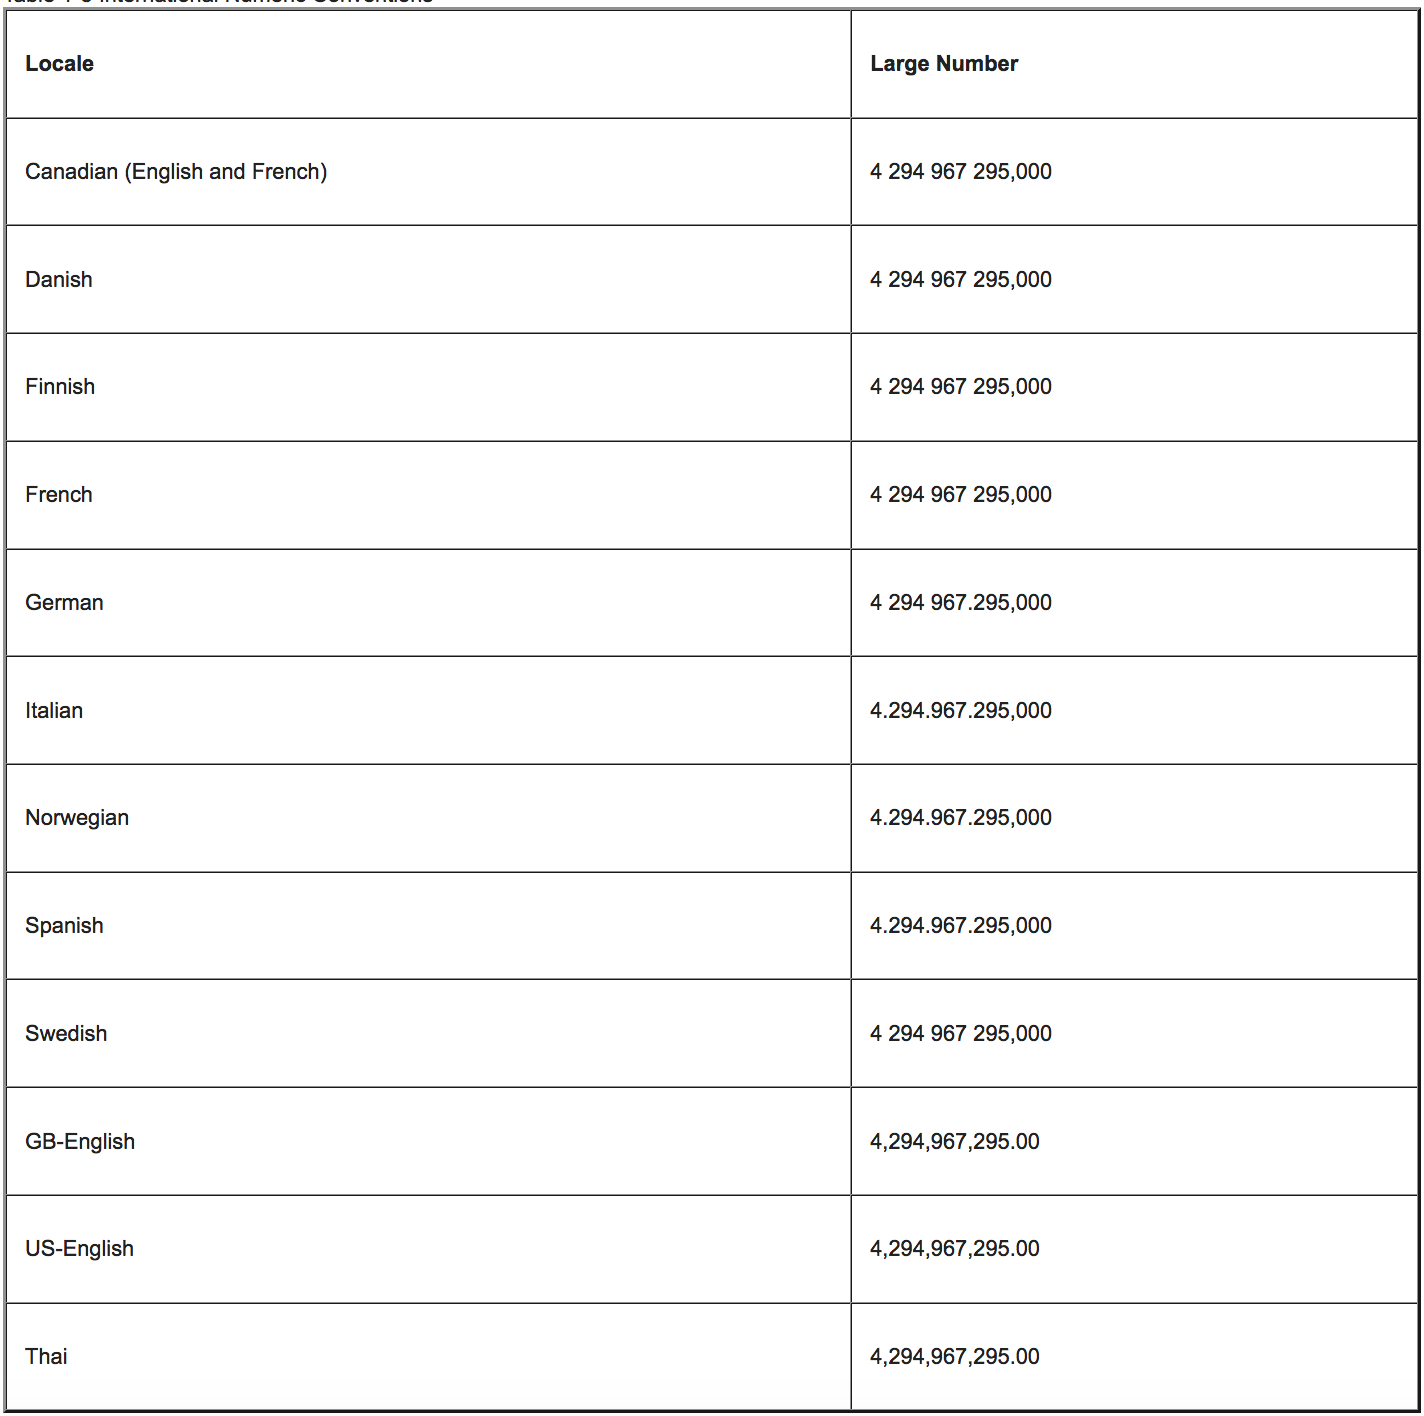 Locale Large Number
Canadian (English and French) 4 294 967 295,000
Danish 4 294 967 295,000
Finnish 4 294 967 295,000
French 4 294 967 295,000
German 4 294 967.295,000
Italian 4.294.967.295,000
Norwegian 4.294.967.295,000
Spanish 4.294.967.295,000
Swedish 4 294 967 295,000
GB-English 4,294,967,295.00
US-English 4,294,967,295.00
Thai 4,294,967,295.00